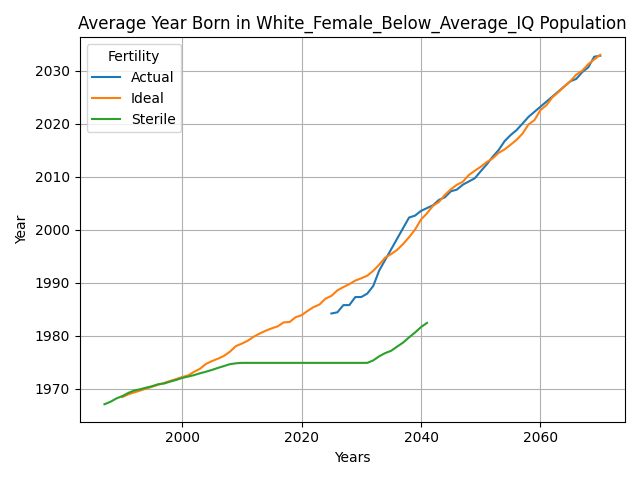 Average Year Born in White_Female_Below_Average_IQ Population
Fertility
Actual
Ideal
Sterile
2030
2020
2010
2000
1990
1980
1970
Year
2000
2020
2040
2060
Years